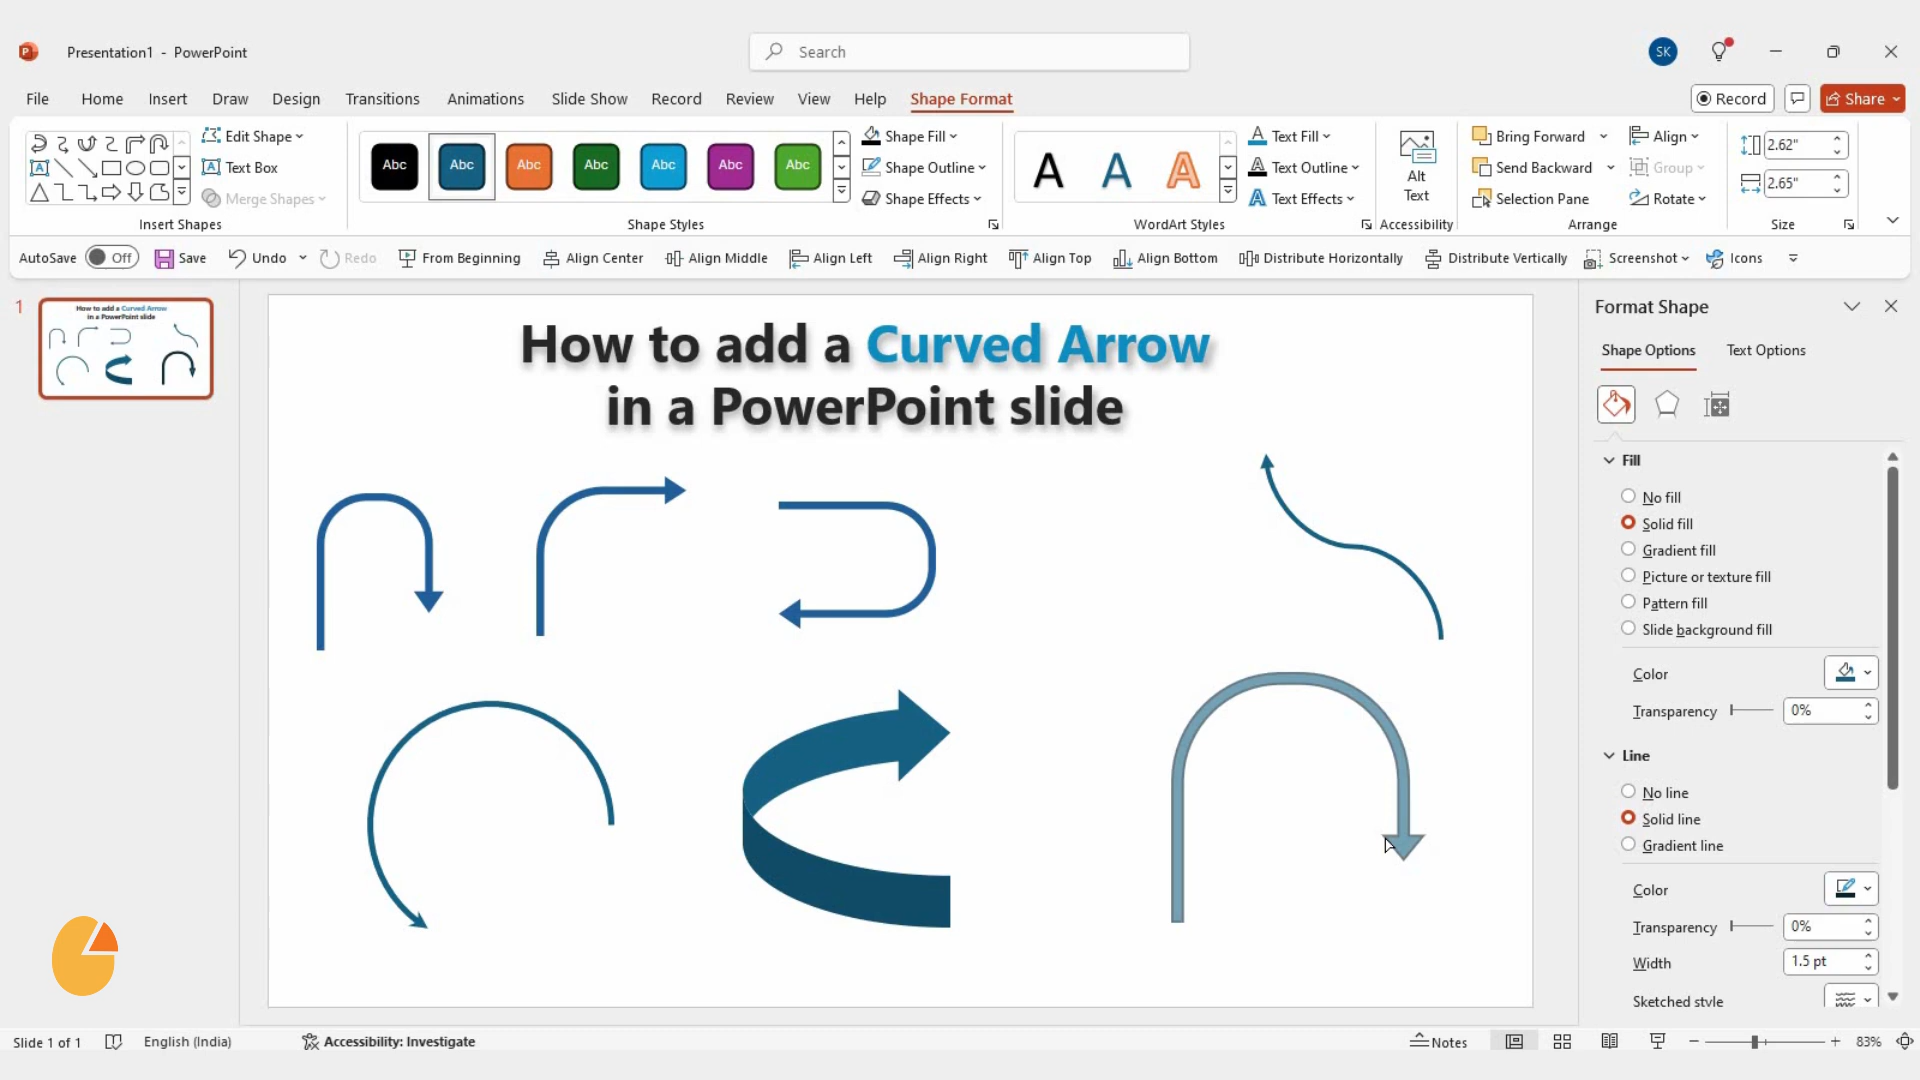 Presentation1 - PowerPoint
Search
SK
File Home Insert Draw Design Transitions Animations Slide Show Record Review View Help Shape Format
Record
Share
Edit Shape
Text Box
Merge Shapes
Insert Shapes
Abc Abc Abc Abc Abc Abc Abc
Shape Styles
Shape Fill
Shape Outline
Shape Effects
A A A
WordArt Styles
Text Fill
Text Outline
Text Effects
Alt
Text
Accessibility
Bring Forward
Send Backward
Selection Pane
Align
Group
Rotate
Arrange
2.62"
2.65"
Size
AutoSave Off Save Undo Redo From Beginning Align Center Align Middle Align Left Align Right Align Top Align Bottom Distribute Horizontally Distribute Vertically Screenshot Icons
1
How to add a Curved Arrow
in a PowerPoint slide
How to add a Curved Arrow
in a PowerPoint slide
Format Shape
Shape Options Text Options
Fill
No fill
Solid fill
Gradient fill
Picture or texture fill
Pattern fill
Slide background fill
Color
Transparency 0%
Line
No line
Solid line
Gradient line
Color
Transparency 0%
Width 1.5 pt
Sketched style
Slide 1 of 1 English (India) Accessibility: Investigate Notes 83%